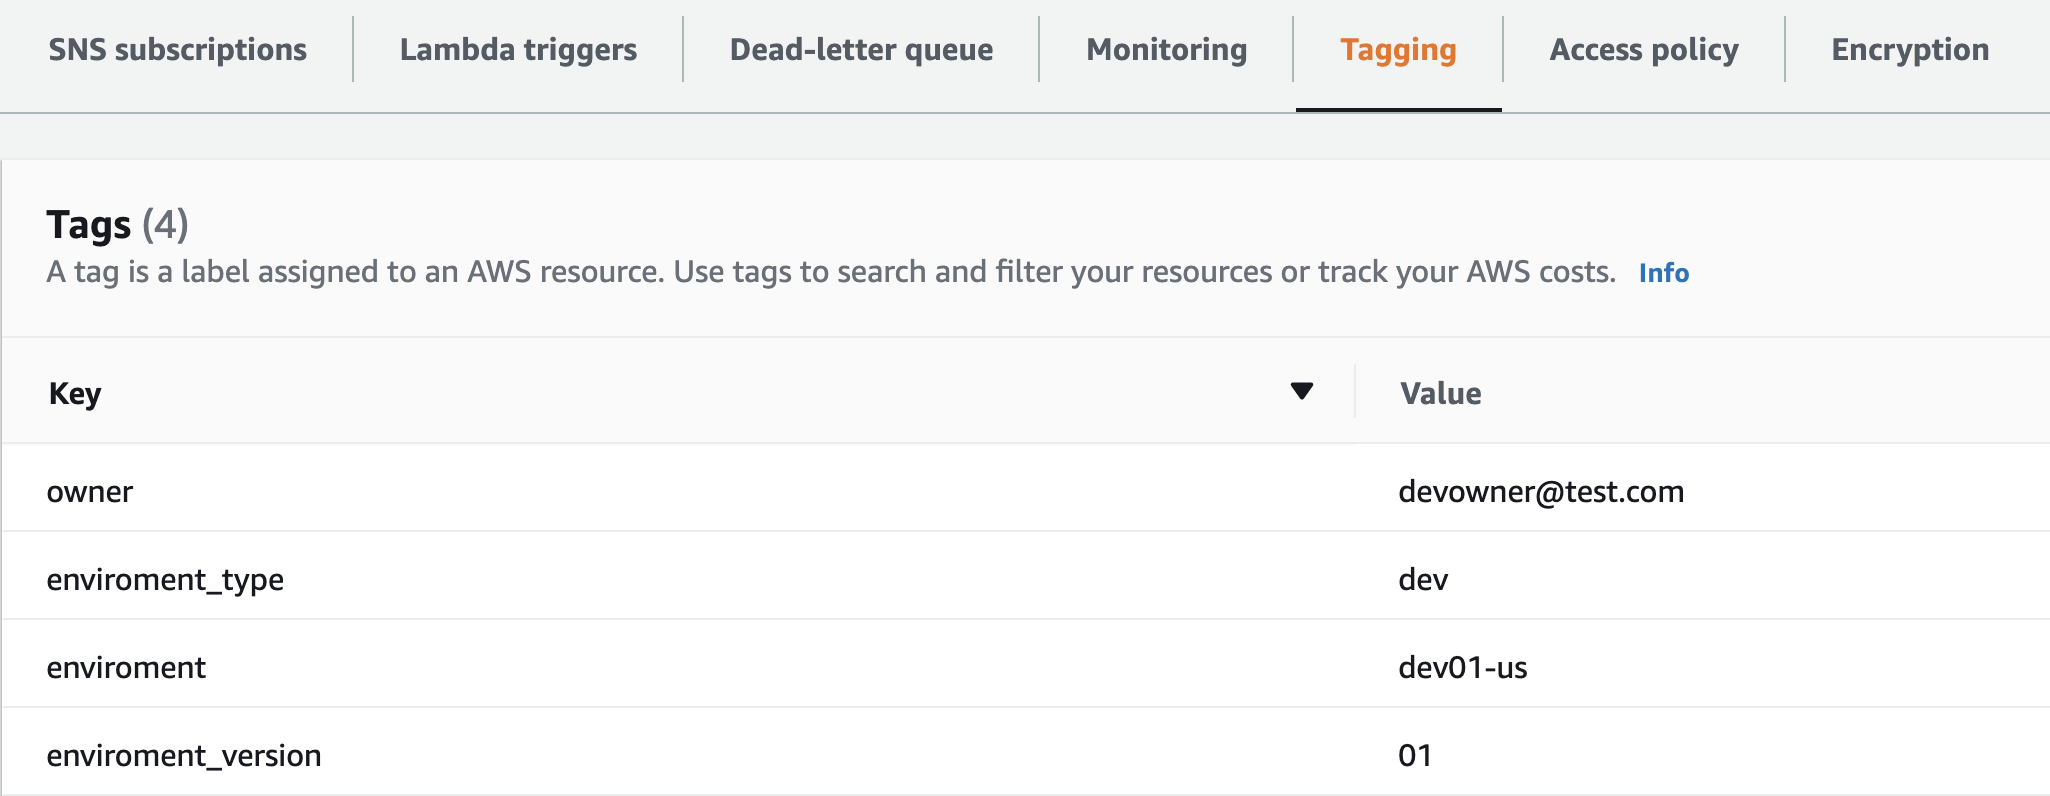 SNS subscriptions Lambda triggers Dead-letter queue Monitoring Tagging Access policy Encryption
Tags (4)
A tag is a label assigned to an AWS resource. Use tags to search and filter your resources or track your AWS costs. Info
Key Value
owner devowner@test.com
enviroment_type dev
enviroment dev01-us
enviroment_version 01